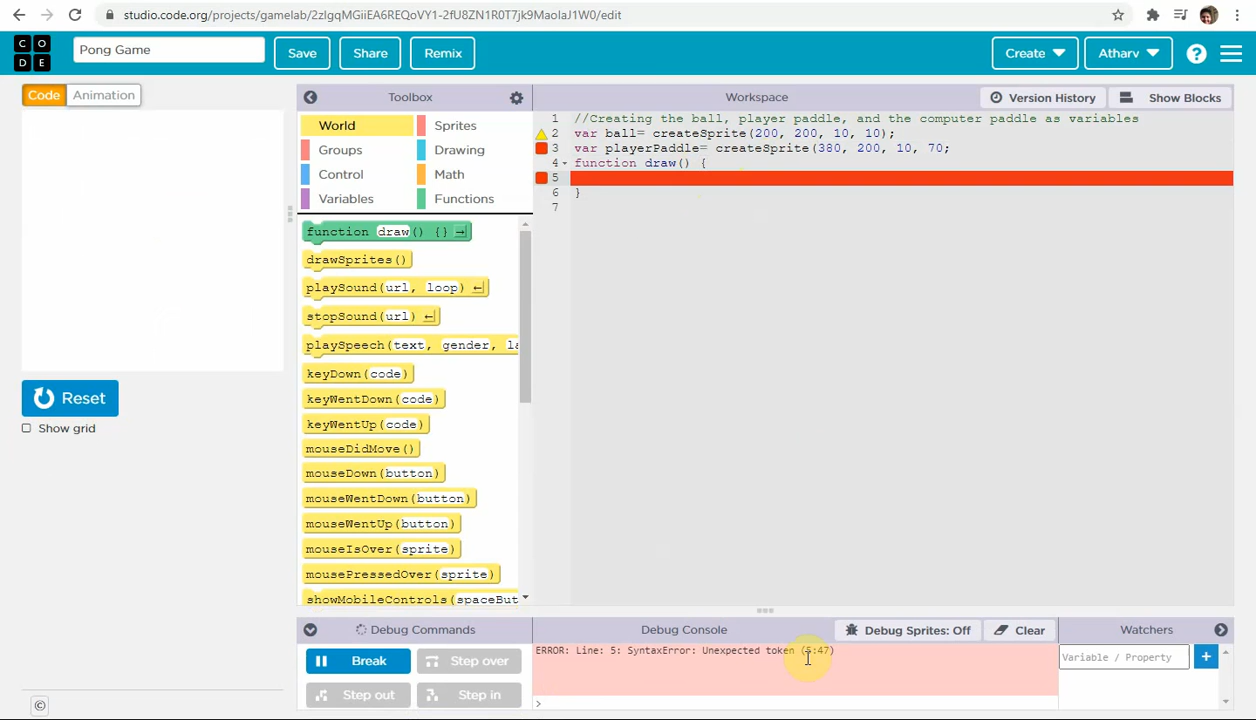 studio.code.org/projects/gamelab/2zIgqMGiiEA6REQoVY1-2fU8ZN1R0T7jk9MaoIaJ1W0/edit
CODE
Pong Game
Save
Share
Remix
Create
Atharv
?
Code
Animation
Toolbox
Workspace
Version History
Show Blocks
World
Sprites
Groups
Drawing
Control
Math
Variables
Functions
function draw() {}
drawSprites()
playSound(url, loop)
stopSound(url)
playSpeech(text, gender, la
keyDown(code)
keyWentDown(code)
keyWentUp(code)
mouseDidMove()
mouseDown(button)
mouseWentDown(button)
mouseWentUp(button)
mouseIsOver(sprite)
mousePressedOver(sprite)
showMobileControls(spaceBut
1 //Creating the ball, player paddle, and the computer paddle as variables
2 var ball= createSprite(200, 200, 10, 10);
3 var playerPaddle= createSprite(380, 200, 10, 70;
4 function draw() {
5
6 }
7
Reset
Show grid
Debug Commands
Debug Console
Debug Sprites: Off
Clear
Watchers
Break
Step over
Step out
Step in
ERROR: Line: 5: SyntaxError: Unexpected token (5:47)
>
Variable / Property
+
©